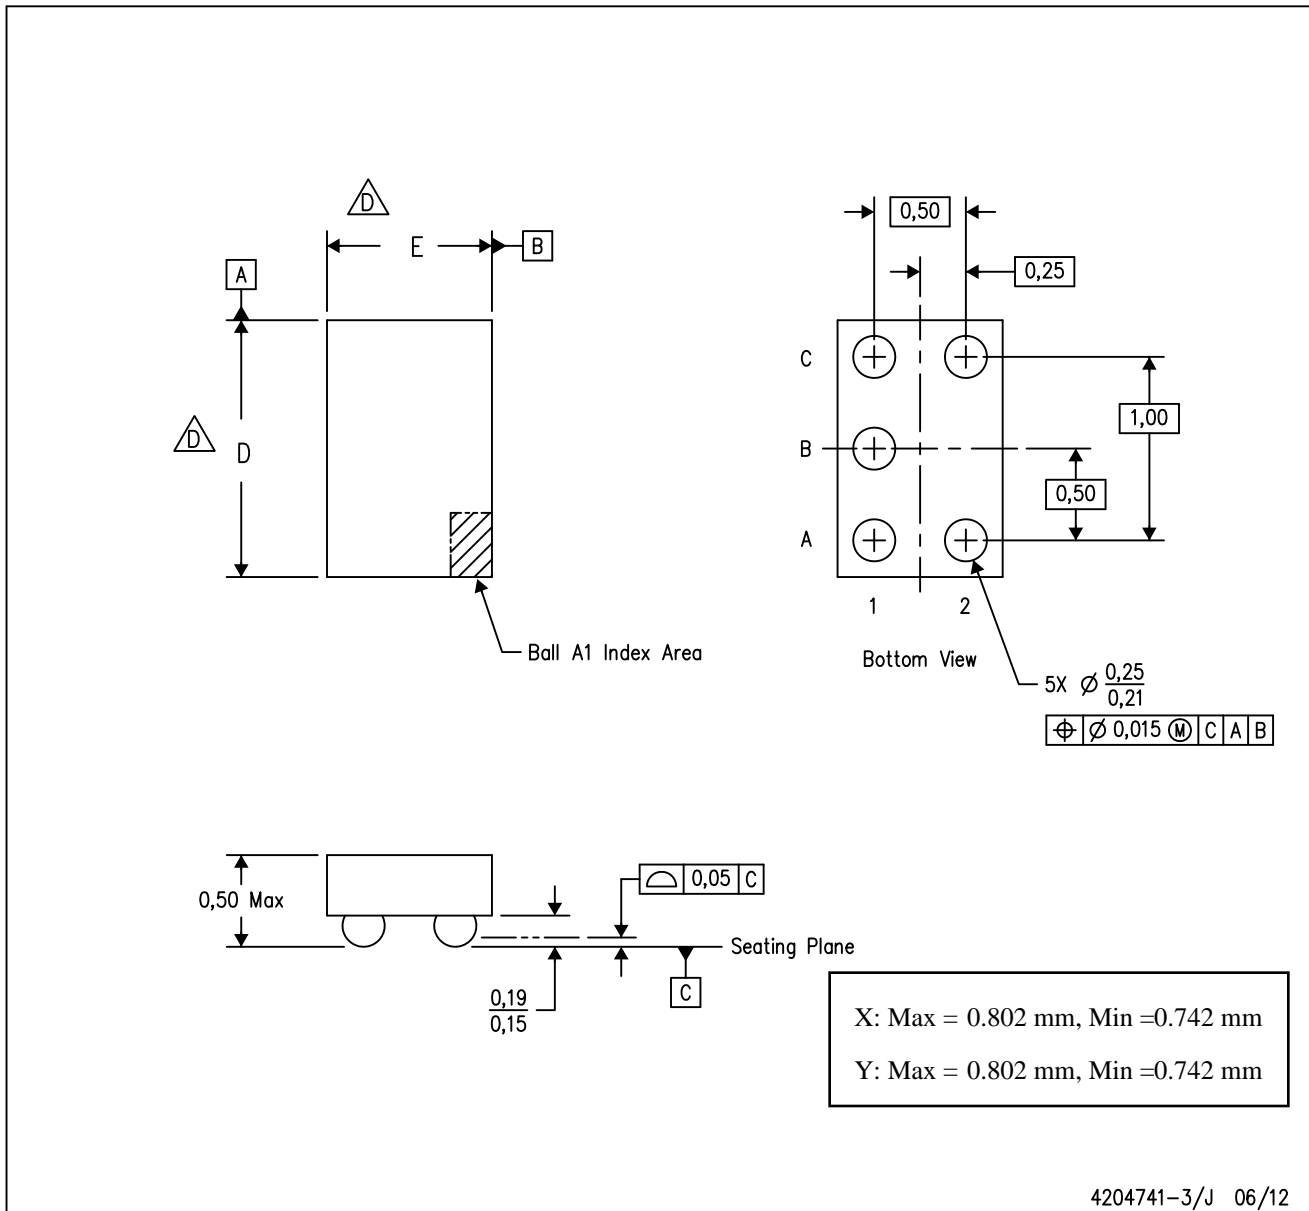 D
E
B
A
D
D
Ball A1 Index Area
0,50
0,25
C
1,00
B
0,50
A
1 2
Bottom View
5X Ø 0,25
0,21
⌖ Ø 0,015 Ⓜ C A B
0,50 Max
⌓ 0,05 C
Seating Plane
C
0,19
0,15
X: Max = 0.802 mm, Min =0.742 mm
Y: Max = 0.802 mm, Min =0.742 mm
4204741-3/J 06/12